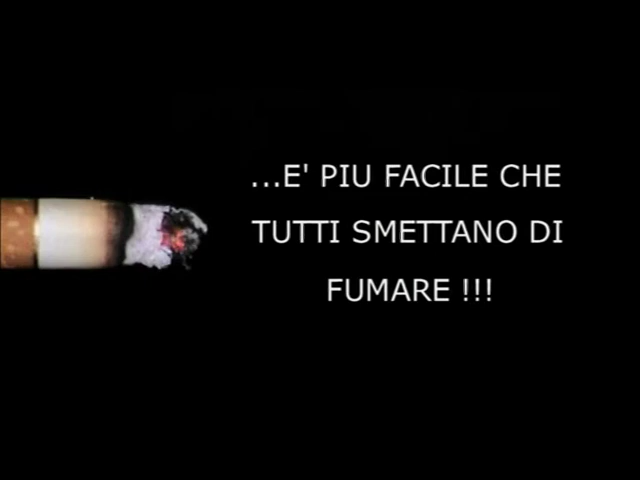 ...E' PIU FACILE CHE
TUTTI SMETTANO DI
FUMARE !!!